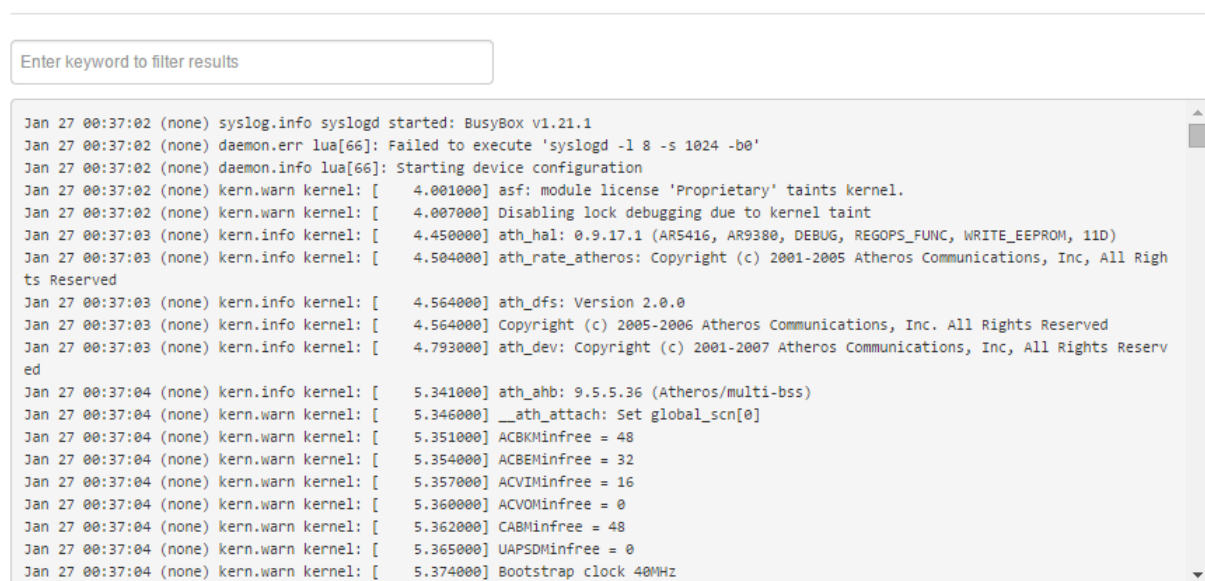 Enter keyword to filter results
Jan 27 00:37:02 (none) syslog.info syslogd started: BusyBox v1.21.1
Jan 27 00:37:02 (none) daemon.err lua[66]: Failed to execute 'syslogd -l 8 -s 1024 -b0'
Jan 27 00:37:02 (none) daemon.info lua[66]: Starting device configuration
Jan 27 00:37:02 (none) kern.warn kernel: [    4.001000] asf: module license 'Proprietary' taints kernel.
Jan 27 00:37:02 (none) kern.warn kernel: [    4.007000] Disabling lock debugging due to kernel taint
Jan 27 00:37:03 (none) kern.info kernel: [    4.450000] ath_hal: 0.9.17.1 (AR5416, AR9380, DEBUG, REGOPS_FUNC, WRITE_EEPROM, 11D)
Jan 27 00:37:03 (none) kern.info kernel: [    4.504000] ath_rate_atheros: Copyright (c) 2001-2005 Atheros Communications, Inc, All Righ
ts Reserved
Jan 27 00:37:03 (none) kern.info kernel: [    4.564000] ath_dfs: Version 2.0.0
Jan 27 00:37:03 (none) kern.info kernel: [    4.564000] Copyright (c) 2005-2006 Atheros Communications, Inc. All Rights Reserved
Jan 27 00:37:03 (none) kern.info kernel: [    4.793000] ath_dev: Copyright (c) 2001-2007 Atheros Communications, Inc, All Rights Reserv
ed
Jan 27 00:37:04 (none) kern.info kernel: [    5.341000] ath_ahb: 9.5.5.36 (Atheros/multi-bss)
Jan 27 00:37:04 (none) kern.warn kernel: [    5.346000] __ath_attach: Set global_scn[0]
Jan 27 00:37:04 (none) kern.warn kernel: [    5.351000] ACBKMinfree = 48
Jan 27 00:37:04 (none) kern.warn kernel: [    5.354000] ACBEMinfree = 32
Jan 27 00:37:04 (none) kern.warn kernel: [    5.357000] ACVIMinfree = 16
Jan 27 00:37:04 (none) kern.warn kernel: [    5.360000] ACVOMinfree = 0
Jan 27 00:37:04 (none) kern.warn kernel: [    5.362000] CABMinfree = 48
Jan 27 00:37:04 (none) kern.warn kernel: [    5.365000] UAPSDMinfree = 0
Jan 27 00:37:04 (none) kern.warn kernel: [    5.374000] Bootstrap clock 40MHz